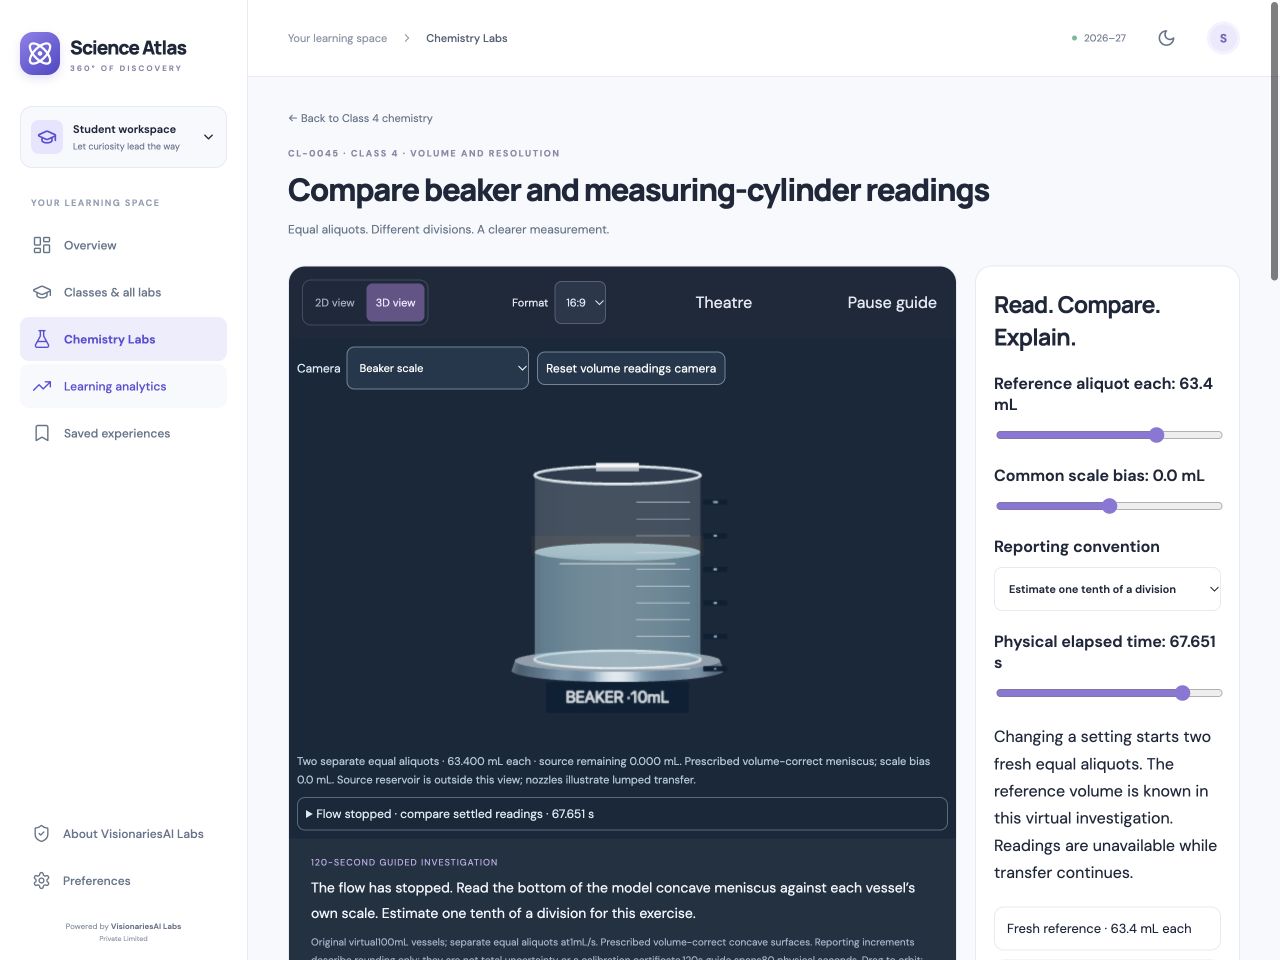 Science Atlas
360° OF DISCOVERY
Student workspace
Let curiosity lead the way
YOUR LEARNING SPACE
Overview
Classes & all labs
Chemistry Labs
Learning analytics
Saved experiences
About VisionariesAI Labs
Preferences
Powered by VisionariesAI Labs
Private Limited
Your learning space > Chemistry Labs
2026–27
S
← Back to Class 4 chemistry
CL-0045 · CLASS 4 · VOLUME AND RESOLUTION
Compare beaker and measuring-cylinder readings
Equal aliquots. Different divisions. A clearer measurement.
2D view 3D view Format 16:9 Theatre Pause guide
Camera Beaker scale Reset volume readings camera
BEAKER ·10mL
Two separate equal aliquots · 63.400 mL each · source remaining 0.000 mL. Prescribed volume-correct meniscus; scale bias
0.0 mL. Source reservoir is outside this view; nozzles illustrate lumped transfer.
Flow stopped · compare settled readings · 67.651 s
120-SECOND GUIDED INVESTIGATION
The flow has stopped. Read the bottom of the model concave meniscus against each vessel's
own scale. Estimate one tenth of a division for this exercise.
Original virtual100mL vessels; separate equal aliquots at1mL/s. Prescribed volume-correct concave surfaces. Reporting increments
Read. Compare.
Explain.
Reference aliquot each: 63.4
mL
Common scale bias: 0.0 mL
Reporting convention
Estimate one tenth of a division
Physical elapsed time: 67.651
s
Changing a setting starts two
fresh equal aliquots. The
reference volume is known in
this virtual investigation.
Readings are unavailable while
transfer continues.
Fresh reference · 63.4 mL each